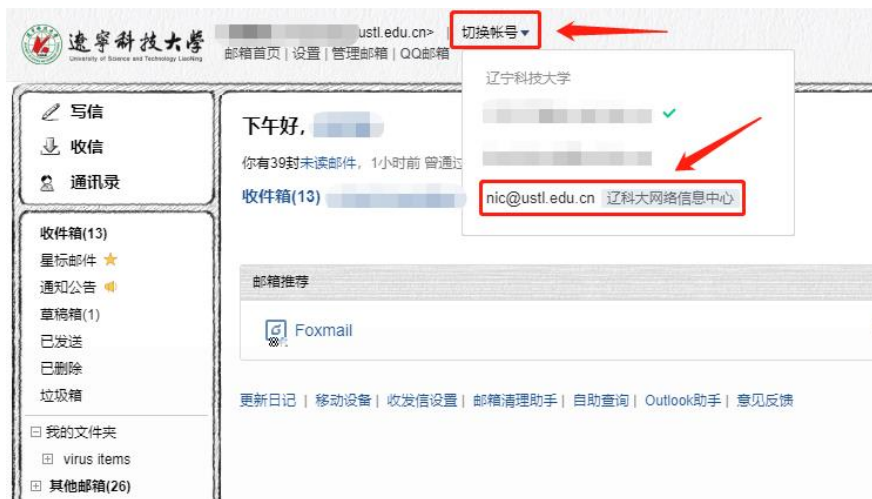 遼寧科技大學
University of Science and Technology LiaoNing
ustl.edu.cn> | 切换帐号
邮箱首页 | 设置 | 管理邮箱 | QQ邮箱
辽宁科技大学
nic@ustl.edu.cn 辽科大网络信息中心
写信
收信
通讯录
下午好,
你有39封未读邮件, 1小时前 曾通过
收件箱(13)
收件箱(13)
星标邮件
通知公告
草稿箱(1)
已发送
已删除
垃圾箱
我的文件夹
virus items
其他邮箱(26)
邮箱推荐
Foxmail
更新日记 | 移动设备 | 收发信设置 | 邮箱清理助手 | 自助查询 | Outlook助手 | 意见反馈